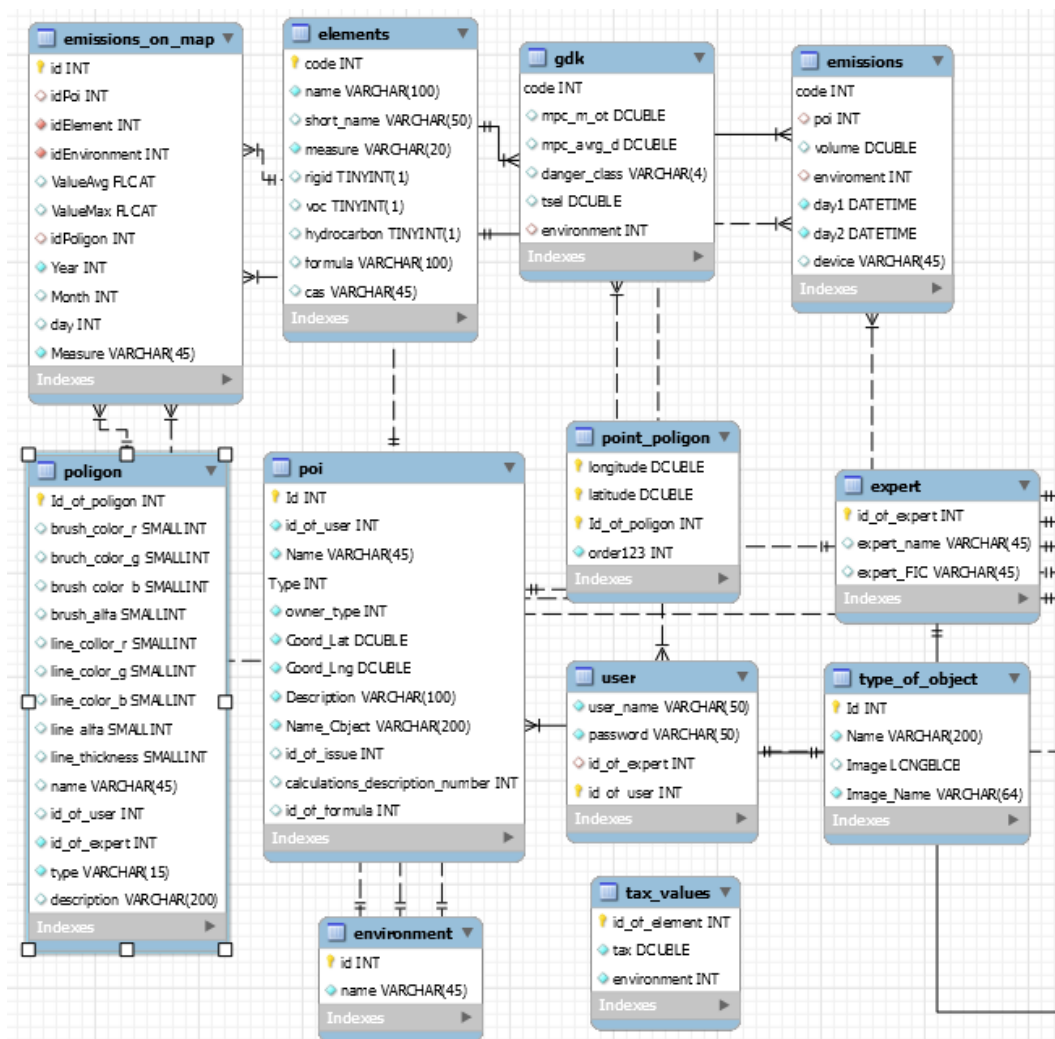 emissions_on_map
id INT
idPoi INT
idElement INT
idEnvironment INT
ValueAvg FLOAT
ValueMax FLOAT
idPoligon INT
Year INT
Month INT
day INT
Measure VARCHAR(45)
Indexes
elements
code INT
name VARCHAR(100)
short_name VARCHAR(50)
measure VARCHAR(20)
rigid TINYINT(1)
voc TINYINT(1)
hydrocarbon TINYINT(1)
formula VARCHAR(100)
cas VARCHAR(45)
Indexes
gdk
code INT
mpc_m_ot DOUBLE
mpc_avrg_d DOUBLE
danger_class VARCHAR(4)
tsel DOUBLE
environment INT
Indexes
emissions
code INT
poi INT
volume DOUBLE
enviroment INT
day1 DATETIME
day2 DATETIME
device VARCHAR(45)
Indexes
poligon
Id_of_poligon INT
brush_color_r SMALLINT
bruch_color_g SMALLINT
brush_color_b SMALLINT
brush_alfa SMALLINT
line_collor_r SMALLINT
line_color_g SMALLINT
line_color_b SMALLINT
line_alfa SMALLINT
line_thickness SMALLINT
name VARCHAR(45)
id_of_user INT
id_of_expert INT
type VARCHAR(15)
description VARCHAR(200)
Indexes
poi
Id INT
id_of_user INT
Name VARCHAR(45)
Type INT
owner_type INT
Coord_Lat DOUBLE
Coord_Lng DOUBLE
Description VARCHAR(100)
Name_Object VARCHAR(200)
id_of_issue INT
calculations_description_number INT
id_of_formula INT
Indexes
point_poligon
longitude DOUBLE
latitude DOUBLE
Id_of_poligon INT
order123 INT
Indexes
expert
id_of_expert INT
expert_name VARCHAR(45)
expert_FIO VARCHAR(45)
Indexes
user
user_name VARCHAR(50)
password VARCHAR(50)
id_of_expert INT
id_of_user INT
Indexes
type_of_object
Id INT
Name VARCHAR(200)
Image LONGBLOB
Image_Name VARCHAR(64)
Indexes
environment
id INT
name VARCHAR(45)
Indexes
tax_values
id_of_element INT
tax DOUBLE
environment INT
Indexes